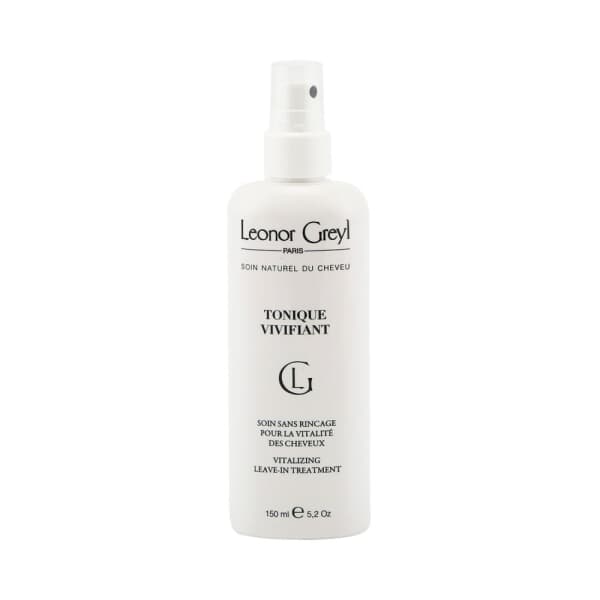 Leonor Greyl
PARIS
SOIN NATUREL DU CHEVEU
TONIQUE
VIVIFIANT
LG
SOIN SANS RINCAGE
POUR LA VITALITÉ
DES CHEVEUX
VITALIZING
LEAVE-IN TREATMENT
150 ml e 5,2 Oz